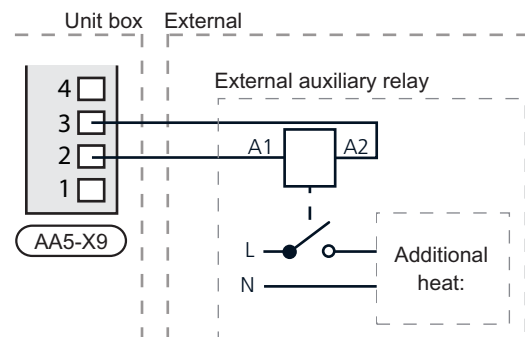 Unit box External
External auxiliary relay
4
3
2
1
A1 A2
AA5-X9
L
N
Additional
heat: